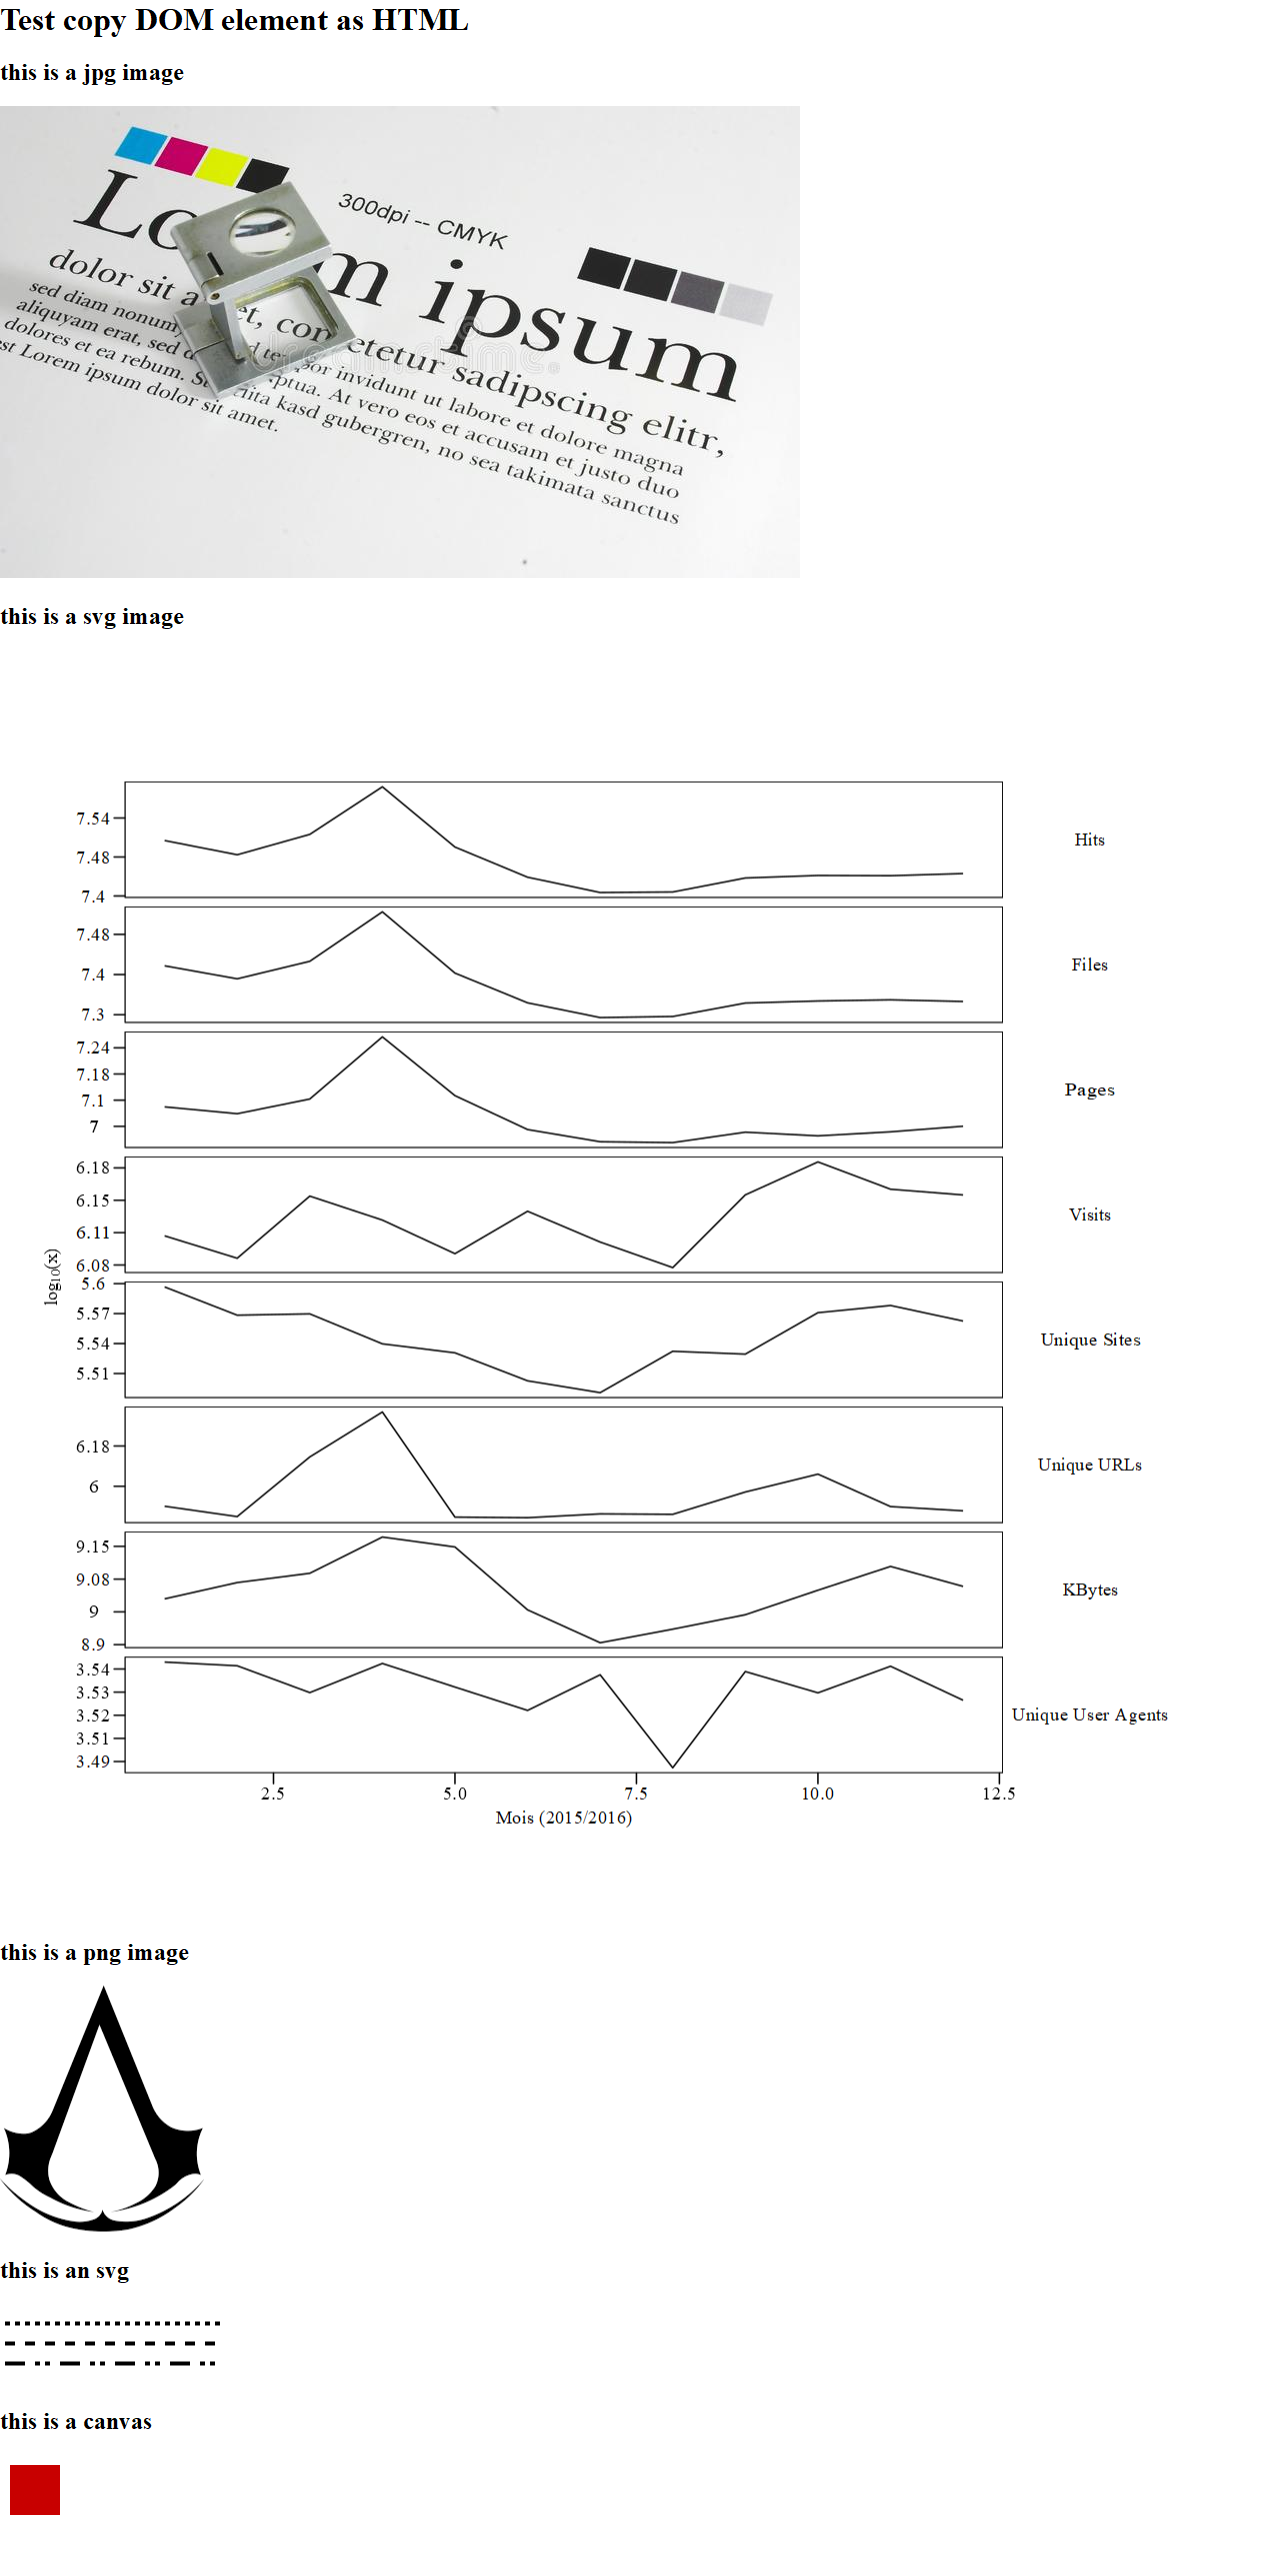 Test copy DOM element as HTML
this is a jpg image
300dpi -- CMYK
m ipsum
dolor sit a et, con etetur sadipscing elitr,
sed diam nonumy por invidunt ut labore et dolore magna
aliquyam erat, sed d ptua. At vero eos et accusam et justo duo
dolores et ea rebum. St lita kasd gubergren, no sea takimata sanctus
st Lorem ipsum dolor sit amet.
this is a svg image
7.54
7.48
7.4
Hits
7.48
7.4
7.3
Files
7.24
7.18
7.1
7
Pages
6.18
6.15
6.11
6.08
Visits
log10(x)
5.6
5.57
5.54
5.51
Unique Sites
6.18
6
Unique URLs
9.15
9.08
9
8.9
KBytes
3.54
3.53
3.52
3.51
3.49
Unique User Agents
2.5 5.0 7.5 10.0 12.5
Mois (2015/2016)
this is a png image
this is an svg
this is a canvas